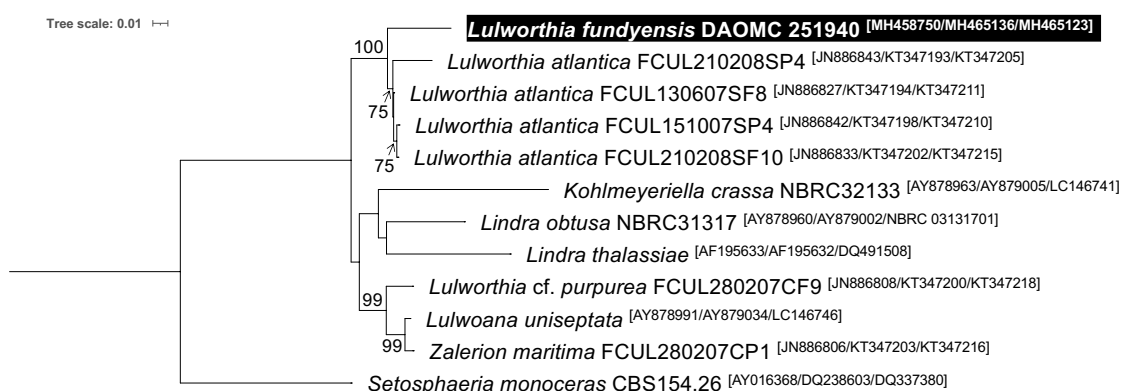 Tree scale: 0.01
Lulworthia fundyensis DAOMC 251940 [MH458750/MH465136/MH465123]
100
Lulworthia atlantica FCUL210208SP4 [JN886843/KT347193/KT347205]
Lulworthia atlantica FCUL130607SF8 [JN886827/KT347194/KT347211]
75
Lulworthia atlantica FCUL151007SP4 [JN886842/KT347198/KT347210]
Lulworthia atlantica FCUL210208SF10 [JN886833/KT347202/KT347215]
75
Kohlmeyeriella crassa NBRC32133 [AY878963/AY879005/LC146741]
Lindra obtusa NBRC31317 [AY878960/AY879002/NBRC 03131701]
Lindra thalassiae [AF195633/AF195632/DQ491508]
Lulworthia cf. purpurea FCUL280207CF9 [JN886808/KT347200/KT347218]
99
Lulwoana uniseptata [AY878991/AY879034/LC146746]
99
Zalerion maritima FCUL280207CP1 [JN886806/KT347203/KT347216]
Setosphaeria monoceras CBS154.26 [AY016368/DQ238603/DQ337380]